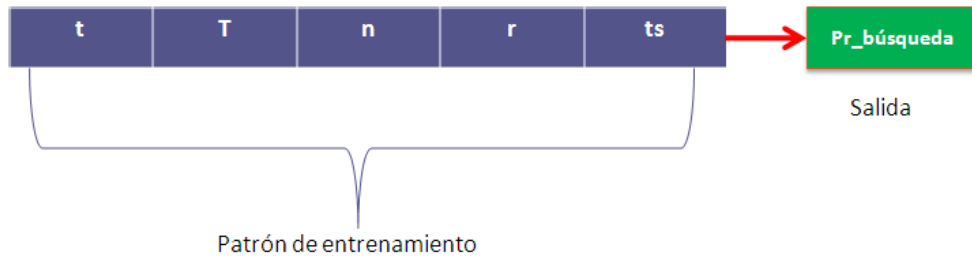 t T n r ts Pr_búsqueda
Salida
Patrón de entrenamiento